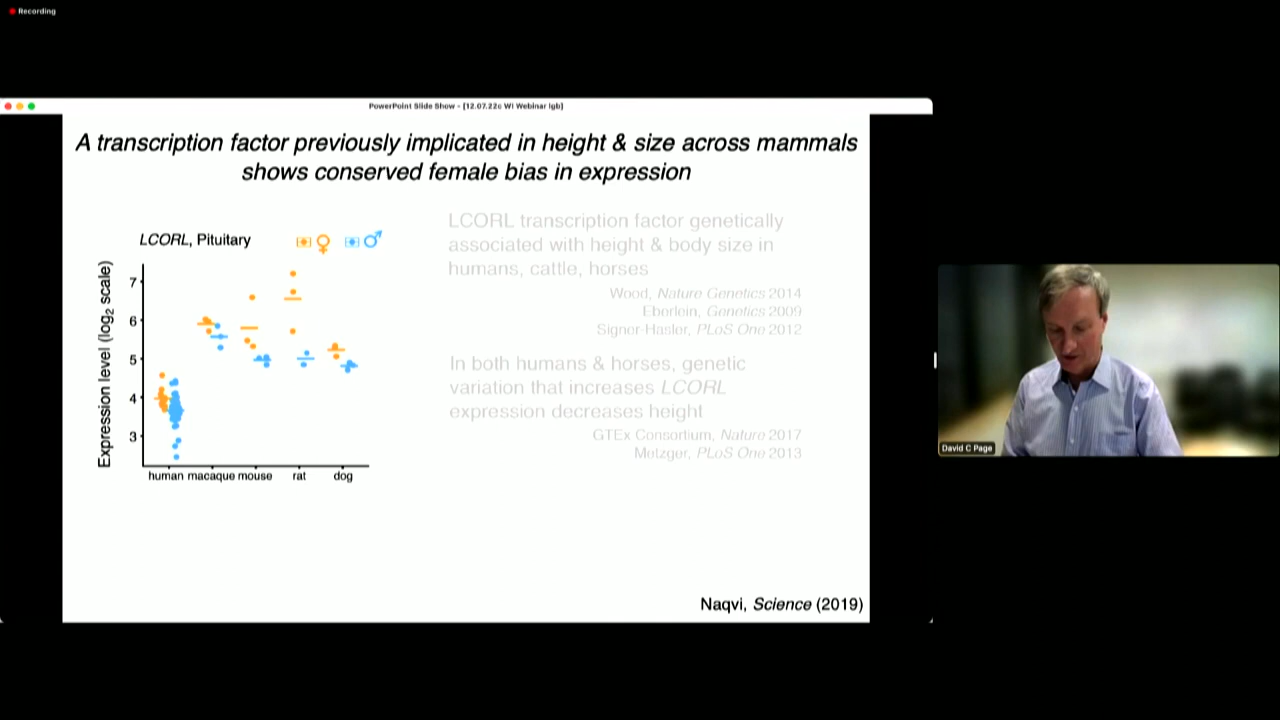 Recording
PowerPoint Slide Show - [12.07.22c WI Webinar lgb]
A transcription factor previously implicated in height & size across mammals
shows conserved female bias in expression
LCORL, Pituitary
♀
♂
Expression level (log2 scale)
7
6
5
4
3
human macaque mouse rat dog
LCORL transcription factor genetically
associated with height & body size in
humans, cattle, horses
Wood, Nature Genetics 2014
Eberlein, Genetics 2009
Signer-Hasler, PLoS One 2012
In both humans & horses, genetic
variation that increases LCORL
expression decreases height
GTEx Consortium, Nature 2017
Metzger, PLoS One 2013
Naqvi, Science (2019)
David C Page